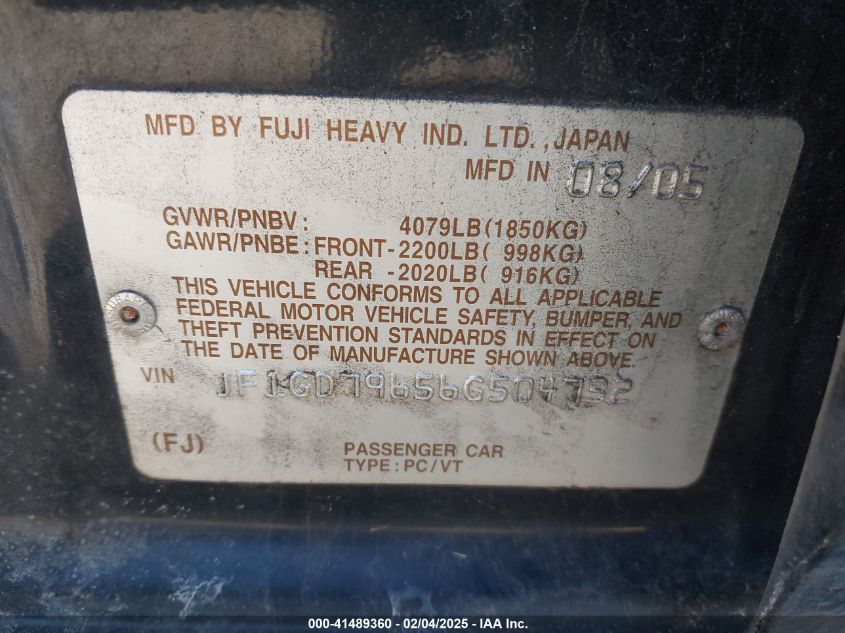 MFD BY FUJI HEAVY IND. LTD. ,JAPAN
MFD IN 08/05
GVWR/PNBV : 4079LB(1850KG)
GAWR/PNBE : FRONT-2200LB( 998KG)
REAR -2020LB( 916KG)
THIS VEHICLE CONFORMS TO ALL APPLICABLE
FEDERAL MOTOR VEHICLE SAFETY, BUMPER, AND
THEFT PREVENTION STANDARDS IN EFFECT ON
THE DATE OF MANUFACTURE SHOWN ABOVE.
VIN JF1GD79656G504732
(FJ) PASSENGER CAR
TYPE : PC/VT
000-41489360 - 02/04/2025 - IAA Inc.